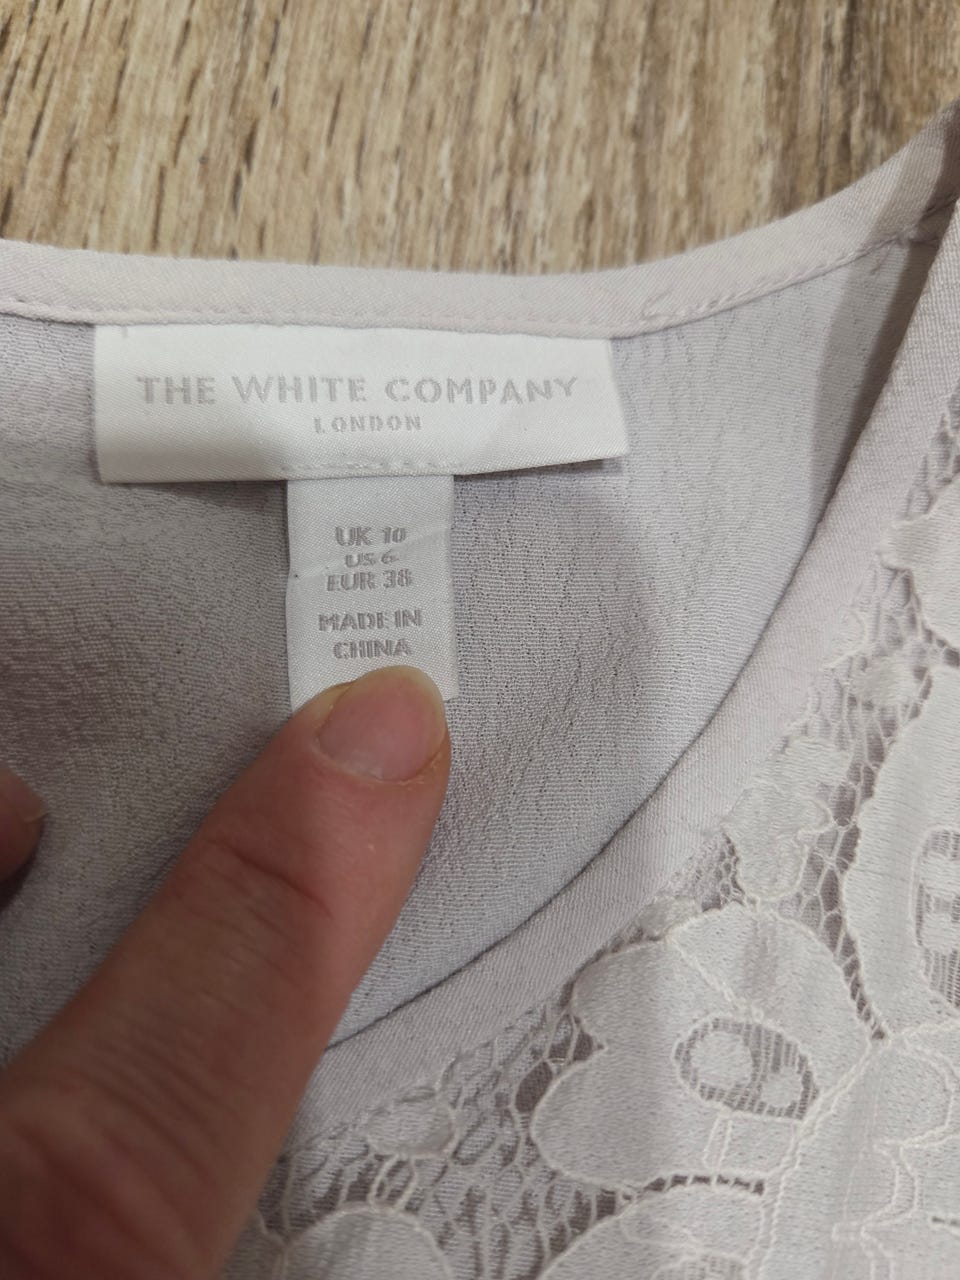 THE WHITE COMPANY
LONDON
UK 10
US 6
EUR 38
MADE IN
CHINA